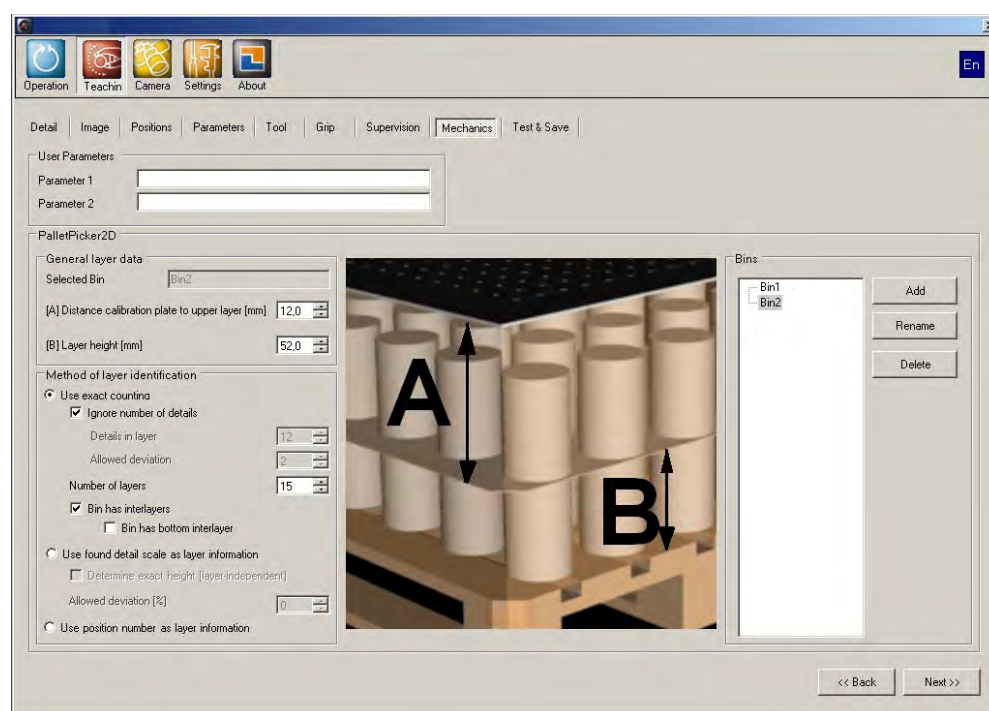 En
Operation Teachin Camera Settings About
Detail Image Positions Parameters Tool Grip Supervision Mechanics Test & Save
User Parameters
Parameter 1
Parameter 2
PalletPicker2D
General layer data
Selected Bin Bin2
[A] Distance calibration plate to upper layer [mm] 12,0
[B] Layer height [mm] 52,0
Method of layer identification
Use exact counting
Ignore number of details
Details in layer 12
Allowed deviation 2
Number of layers 15
Bin has interlayers
Bin has bottom interlayer
Use found detail scale as layer information
Determine exact height [layer-independent]
Allowed deviation [%] 0
Use position number as layer information
A
B
Bins
Bin1
Bin2
Add
Rename
Delete
<< Back Next >>